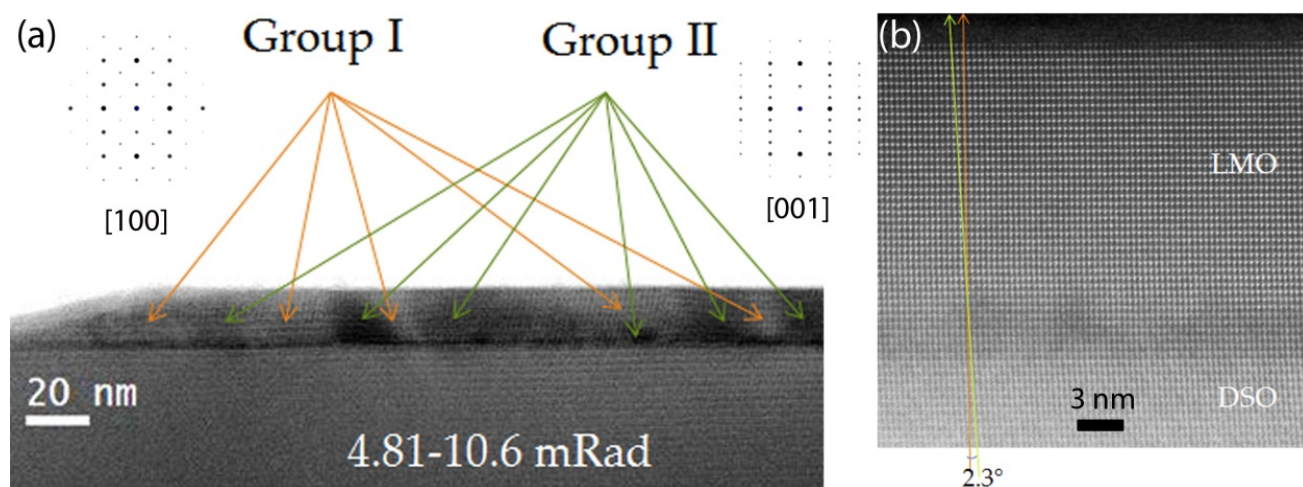 (a)
Group I
Group II
[100]
[001]
20 nm
4.81-10.6 mRad
(b)
LMO
DSO
3 nm
2.3°